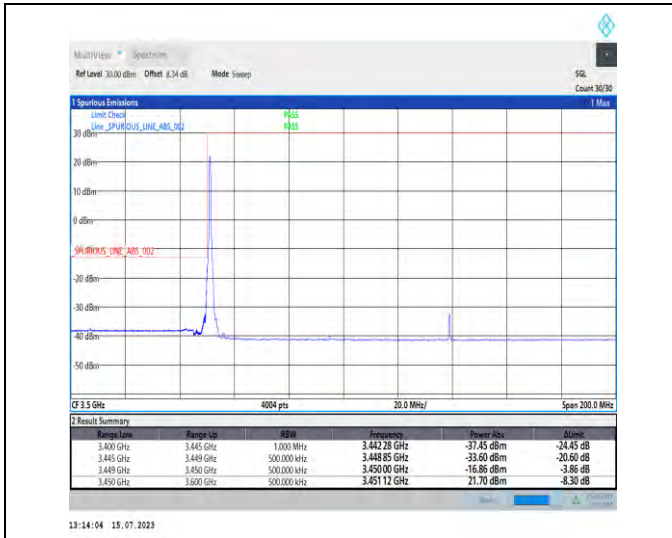 MultiView Spectrum
Ref Level 30.00 dBm Offset 8.34 dB Mode Sweep SGL
Count 30/30
1 Spurious Emissions 1 Max
Limit Check PASS
Line _SPURIOUS_LINE_ABS_002 PASS
30 dBm
20 dBm
10 dBm
0 dBm
_SPURIOUS_LINE_ABS_002
-20 dBm
-30 dBm
-40 dBm
-50 dBm
CF 3.5 GHz 4004 pts 20.0 MHz/ Span 200.0 MHz
2 Result Summary
Range Low Range Up RBW Frequency Power Abs ΔLimit
3.400 GHz 3.445 GHz 1.000 MHz 3.442 28 GHz -37.45 dBm -24.45 dB
3.445 GHz 3.449 GHz 500.000 kHz 3.448 85 GHz -33.60 dBm -20.60 dB
3.449 GHz 3.450 GHz 500.000 kHz 3.450 00 GHz -16.86 dBm -3.86 dB
3.450 GHz 3.600 GHz 500.000 kHz 3.451 12 GHz 21.70 dBm -8.30 dB
13:14:04 15.07.2023